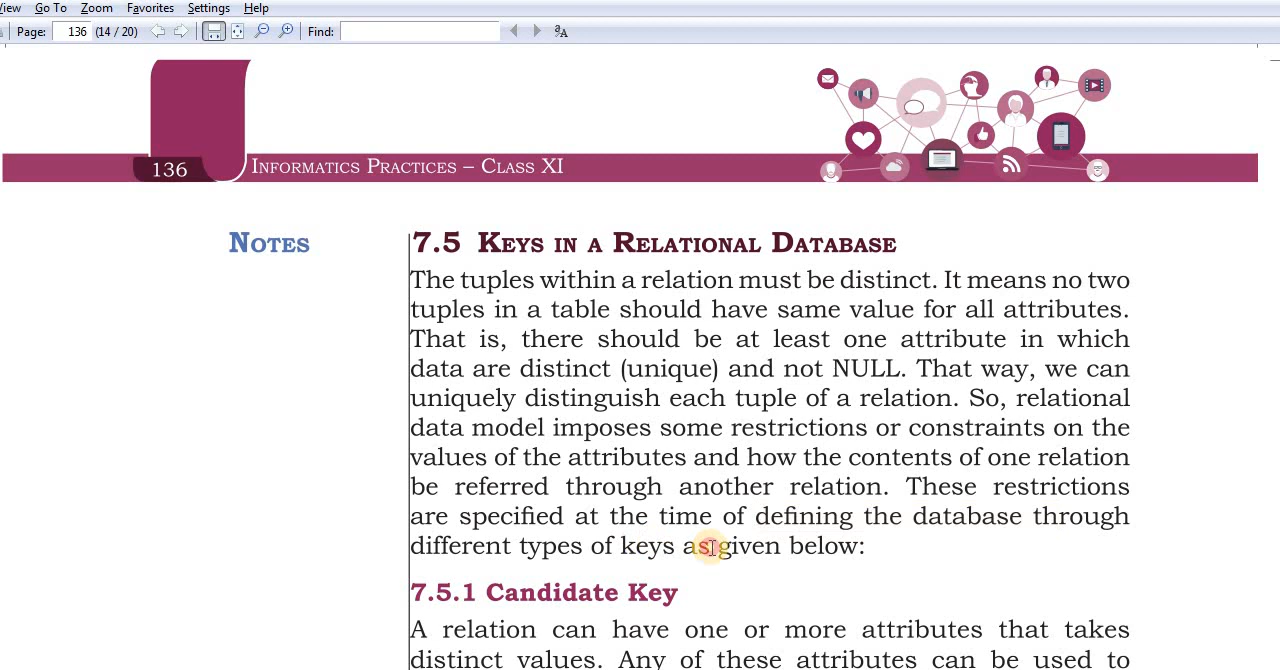 View Go To Zoom Favorites Settings Help
Page: 136 (14 / 20) Find:
136 Informatics Practices – Class XI
Notes
7.5 Keys in a Relational Database
The tuples within a relation must be distinct. It means no two
tuples in a table should have same value for all attributes.
That is, there should be at least one attribute in which
data are distinct (unique) and not NULL. That way, we can
uniquely distinguish each tuple of a relation. So, relational
data model imposes some restrictions or constraints on the
values of the attributes and how the contents of one relation
be referred through another relation. These restrictions
are specified at the time of defining the database through
different types of keys as given below:
7.5.1 Candidate Key
A relation can have one or more attributes that takes
distinct values. Any of these attributes can be used to